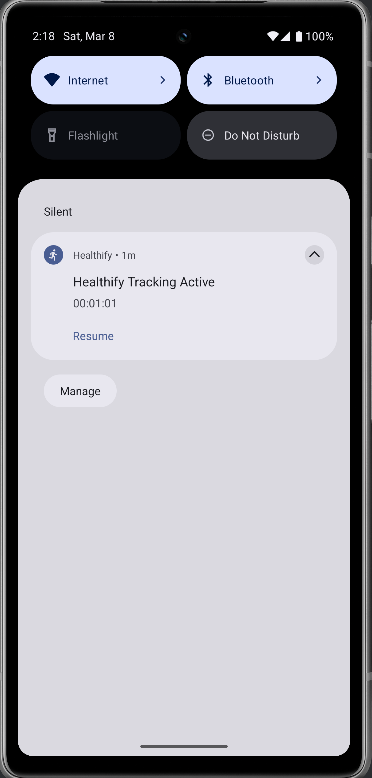 2:18 Sat, Mar 8 100%
Internet Bluetooth
Flashlight Do Not Disturb
Silent
Healthify • 1m
Healthify Tracking Active
00:01:01
Resume
Manage